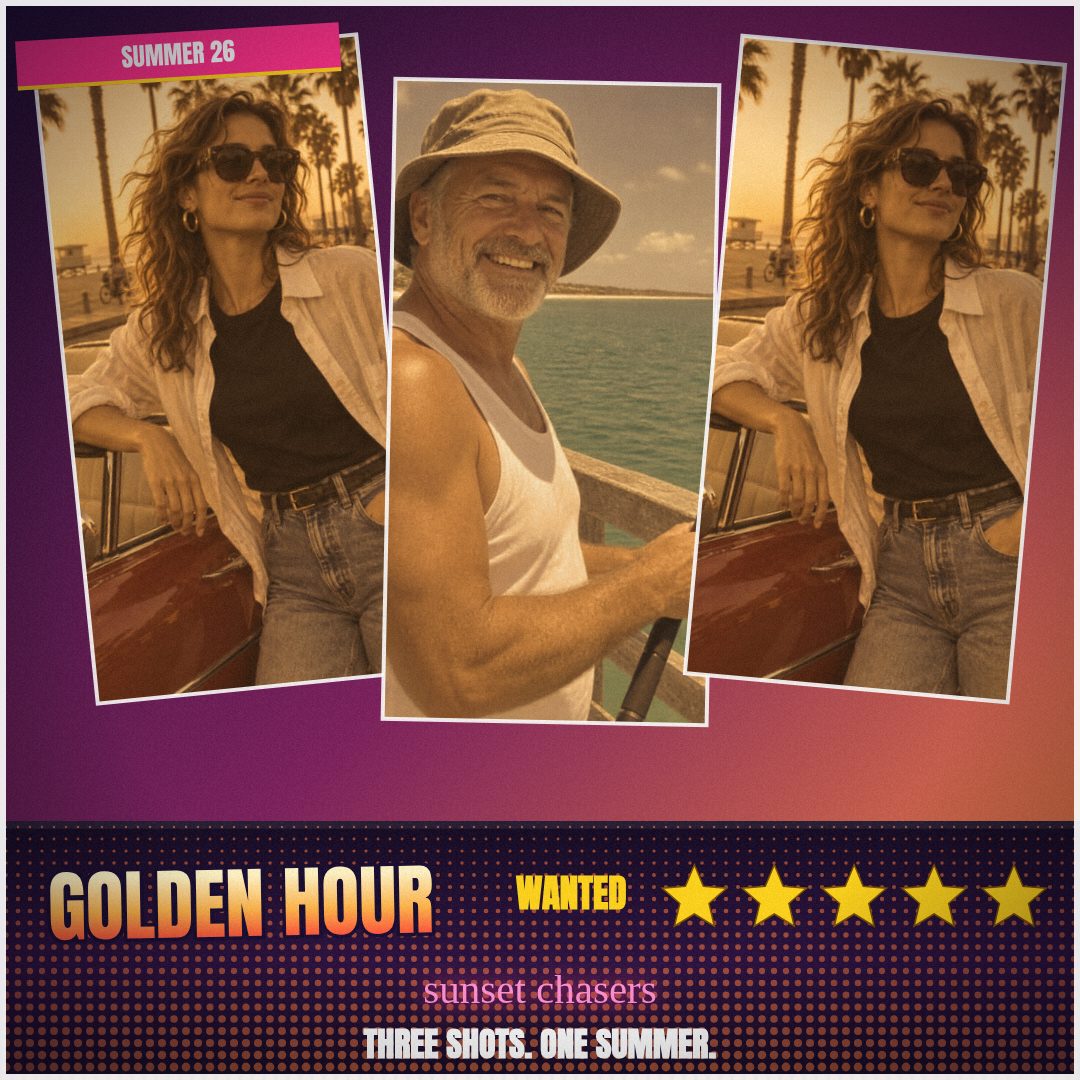 SUMMER 26
GOLDEN HOUR
WANTED
sunset chasers
THREE SHOTS. ONE SUMMER.